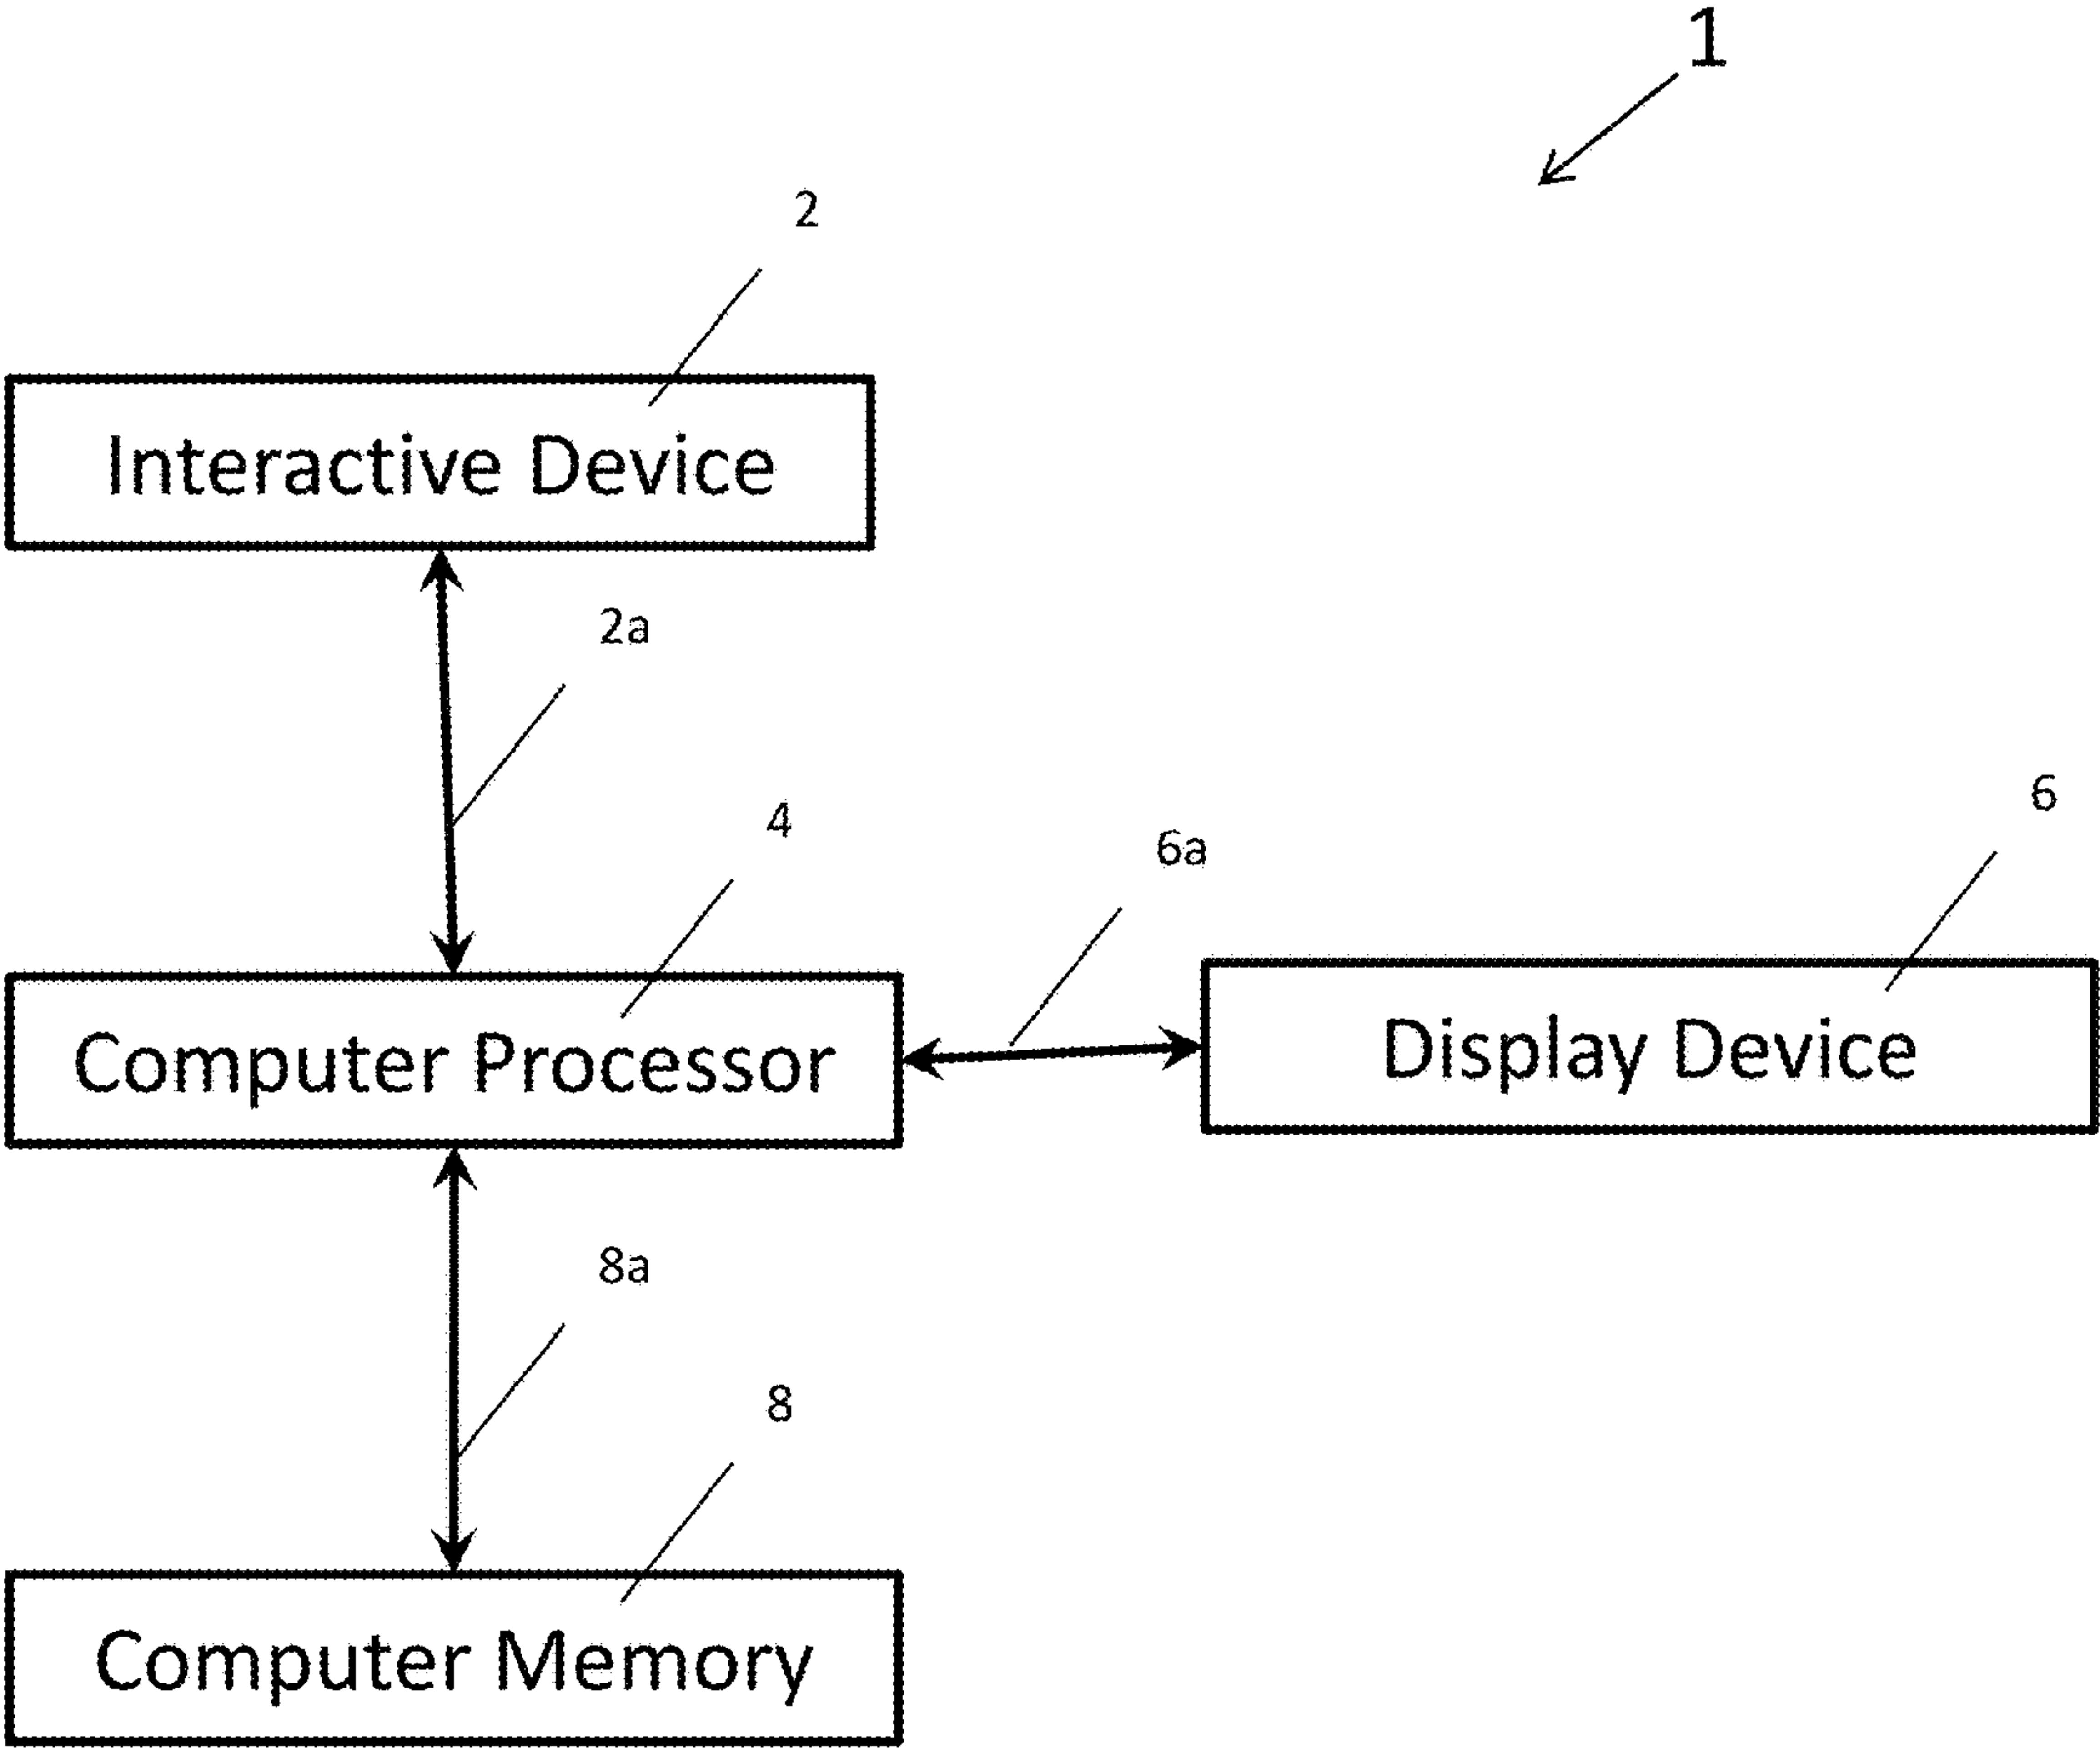 1
2
Interactive Device
2a
4
6a
6
Computer Processor
Display Device
8a
8
Computer Memory